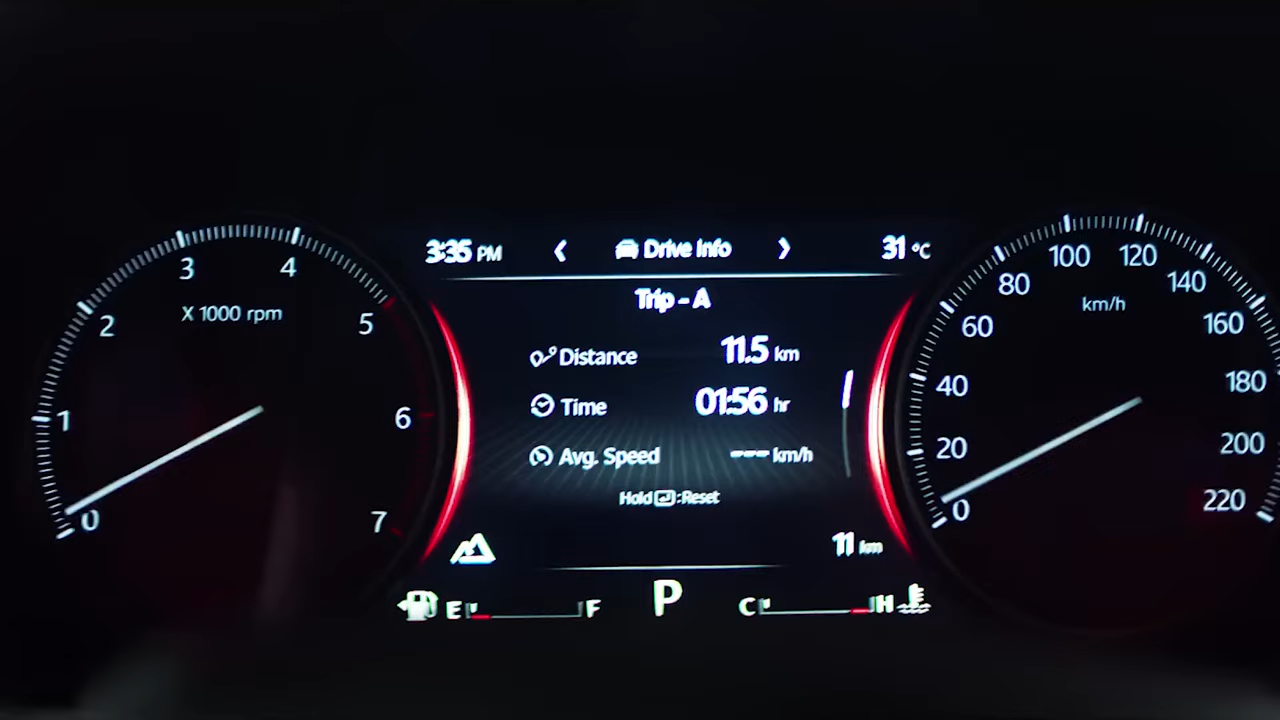 3:35 PM Drive Info 31 °C
Trip - A
Distance 11.5 km
Time 01:56 hr
Avg. Speed --- km/h
Hold :Reset
11 km
E F P C H
0 1 2 3 4 5 6 7
X 1000 rpm
0 20 40 60 80 100 120 140 160 180 200 220
km/h